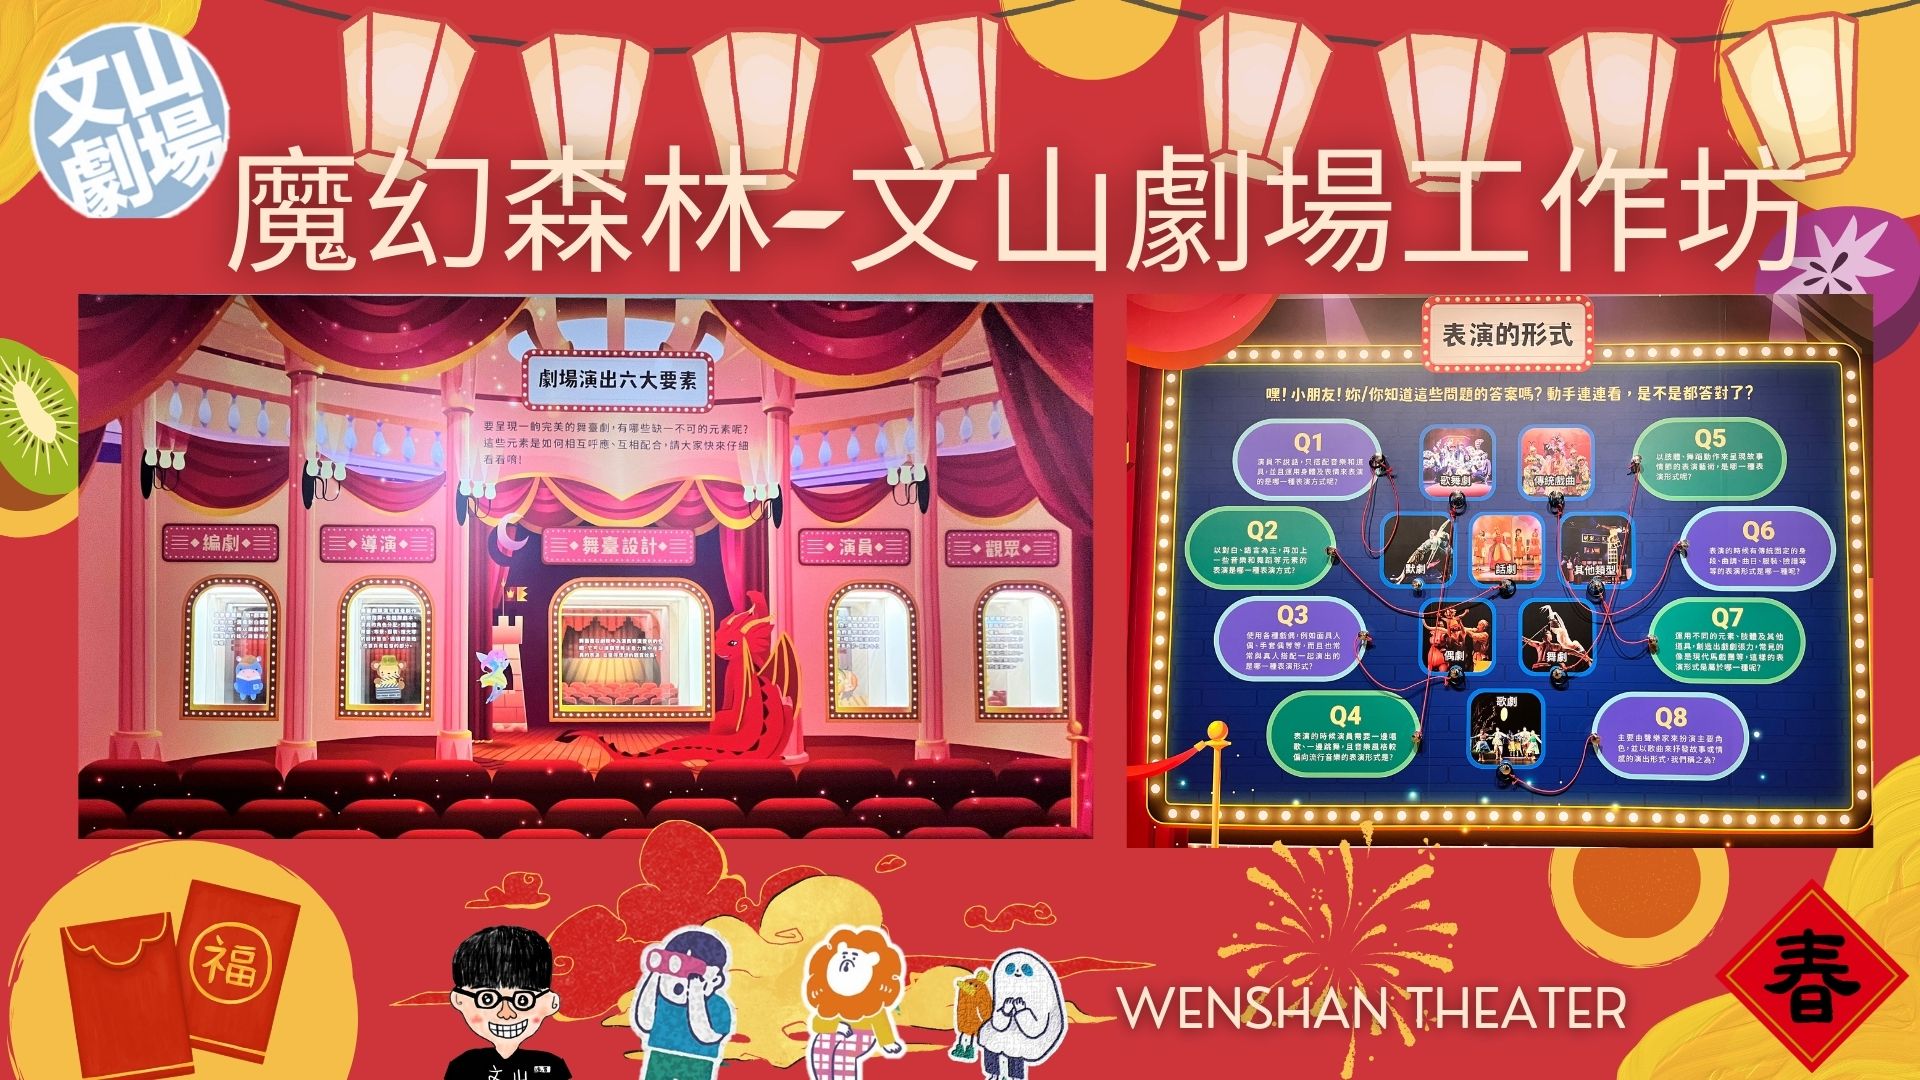 文山
劇場
魔幻森林-文山劇場工作坊
劇場演出六大要素
要呈現一齣完美的舞臺劇,有哪些缺一不可的元素呢?
這些元素是如何相互呼應、互相配合,請大家快來仔細
看看唷!
編劇
導演
舞臺設計
演員
觀眾
表演的形式
嘿!小朋友!妳/你知道這些問題的答案嗎?動手連連看,是不是都答對了?
Q1
演員不說話,只搭配音樂和道
具,並且運用身體及表情來表演
的是哪一種表演方式呢?
Q2
以對白、語言為主,再加上
一些音樂和舞蹈等元素的
表演是哪一種表演方式?
Q3
使用各種戲偶,例如面具人
偶、手套偶等等,而且也常
常與真人搭配一起演出的
是哪一種表演形式?
Q4
表演的時候演員需要一邊唱
歌、一邊跳舞,且音樂風格較
偏向流行音樂的表演形式是?
歌舞劇
傳統戲曲
默劇
話劇
其他類型
偶劇
舞劇
歌劇
Q5
以肢體、舞蹈動作來呈現故事
情節的表演藝術,是哪一種表
演形式呢?
Q6
表演的時候有傳統固定的身
段、曲調、曲目、服裝、臉譜等
等的表演形式是哪一種呢?
Q7
運用不同的元素、肢體及其他
道具,創造出戲劇張力,常見的
像是現代馬戲團等,這樣的表
演形式是屬於哪一種呢?
Q8
主要由聲樂家來扮演主要角
色,並以歌曲來抒發故事或情
感的演出形式,我們稱之為?
福
文山
WENSHAN THEATER
春